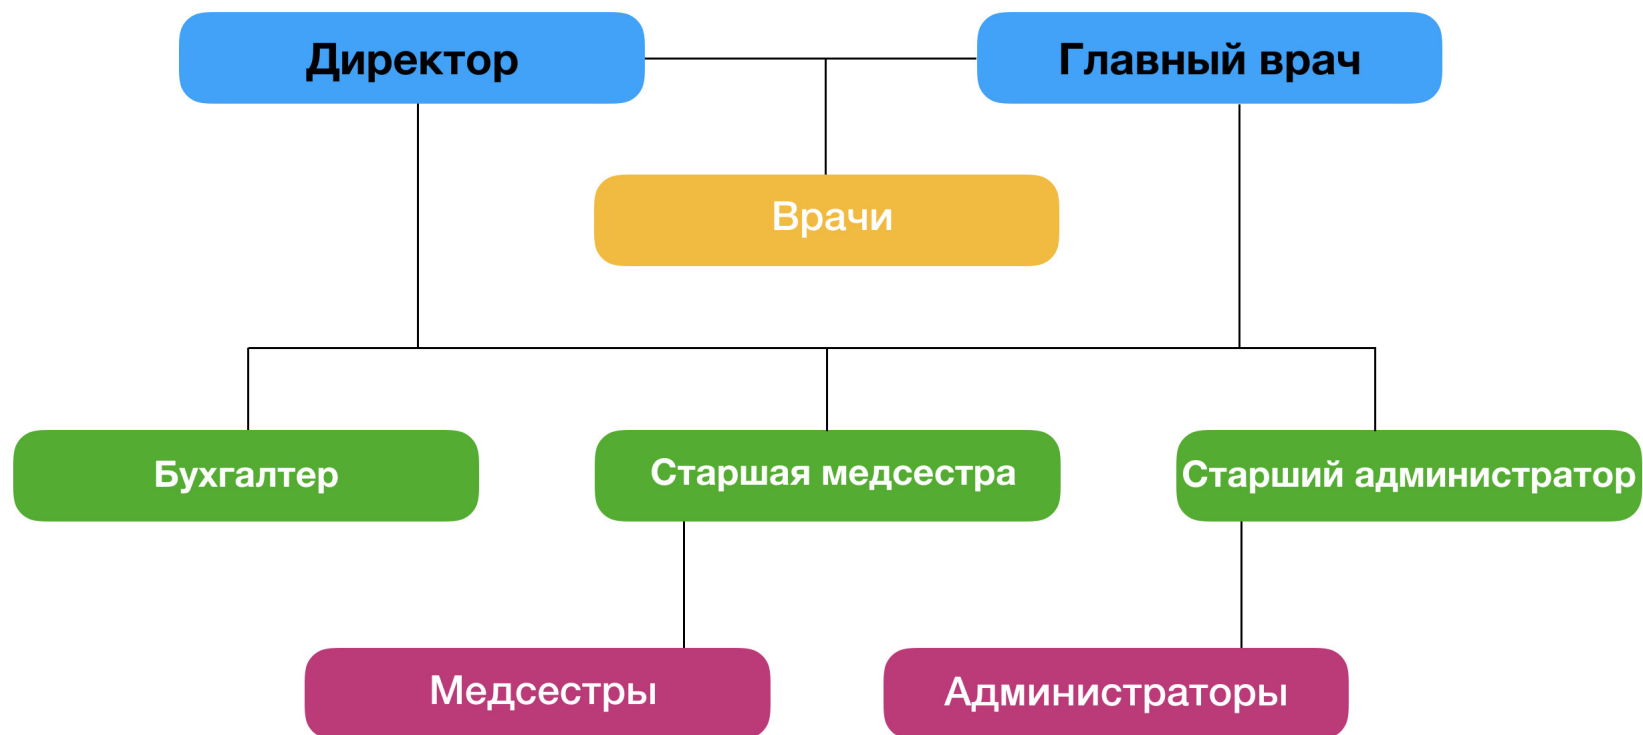 Директор
Главный врач
Врачи
Бухгалтер
Старшая медсестра
Старший администратор
Медсестры
Администраторы